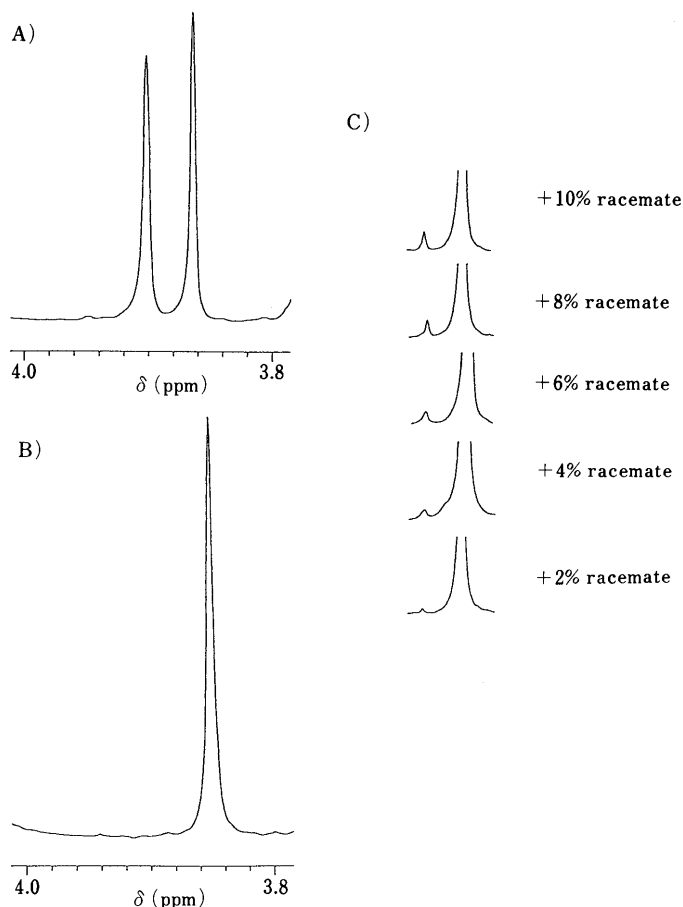 A)
4.0 3.8
δ (ppm)
B)
4.0 3.8
δ (ppm)
C)
+10% racemate
+8% racemate
+6% racemate
+4% racemate
+2% racemate